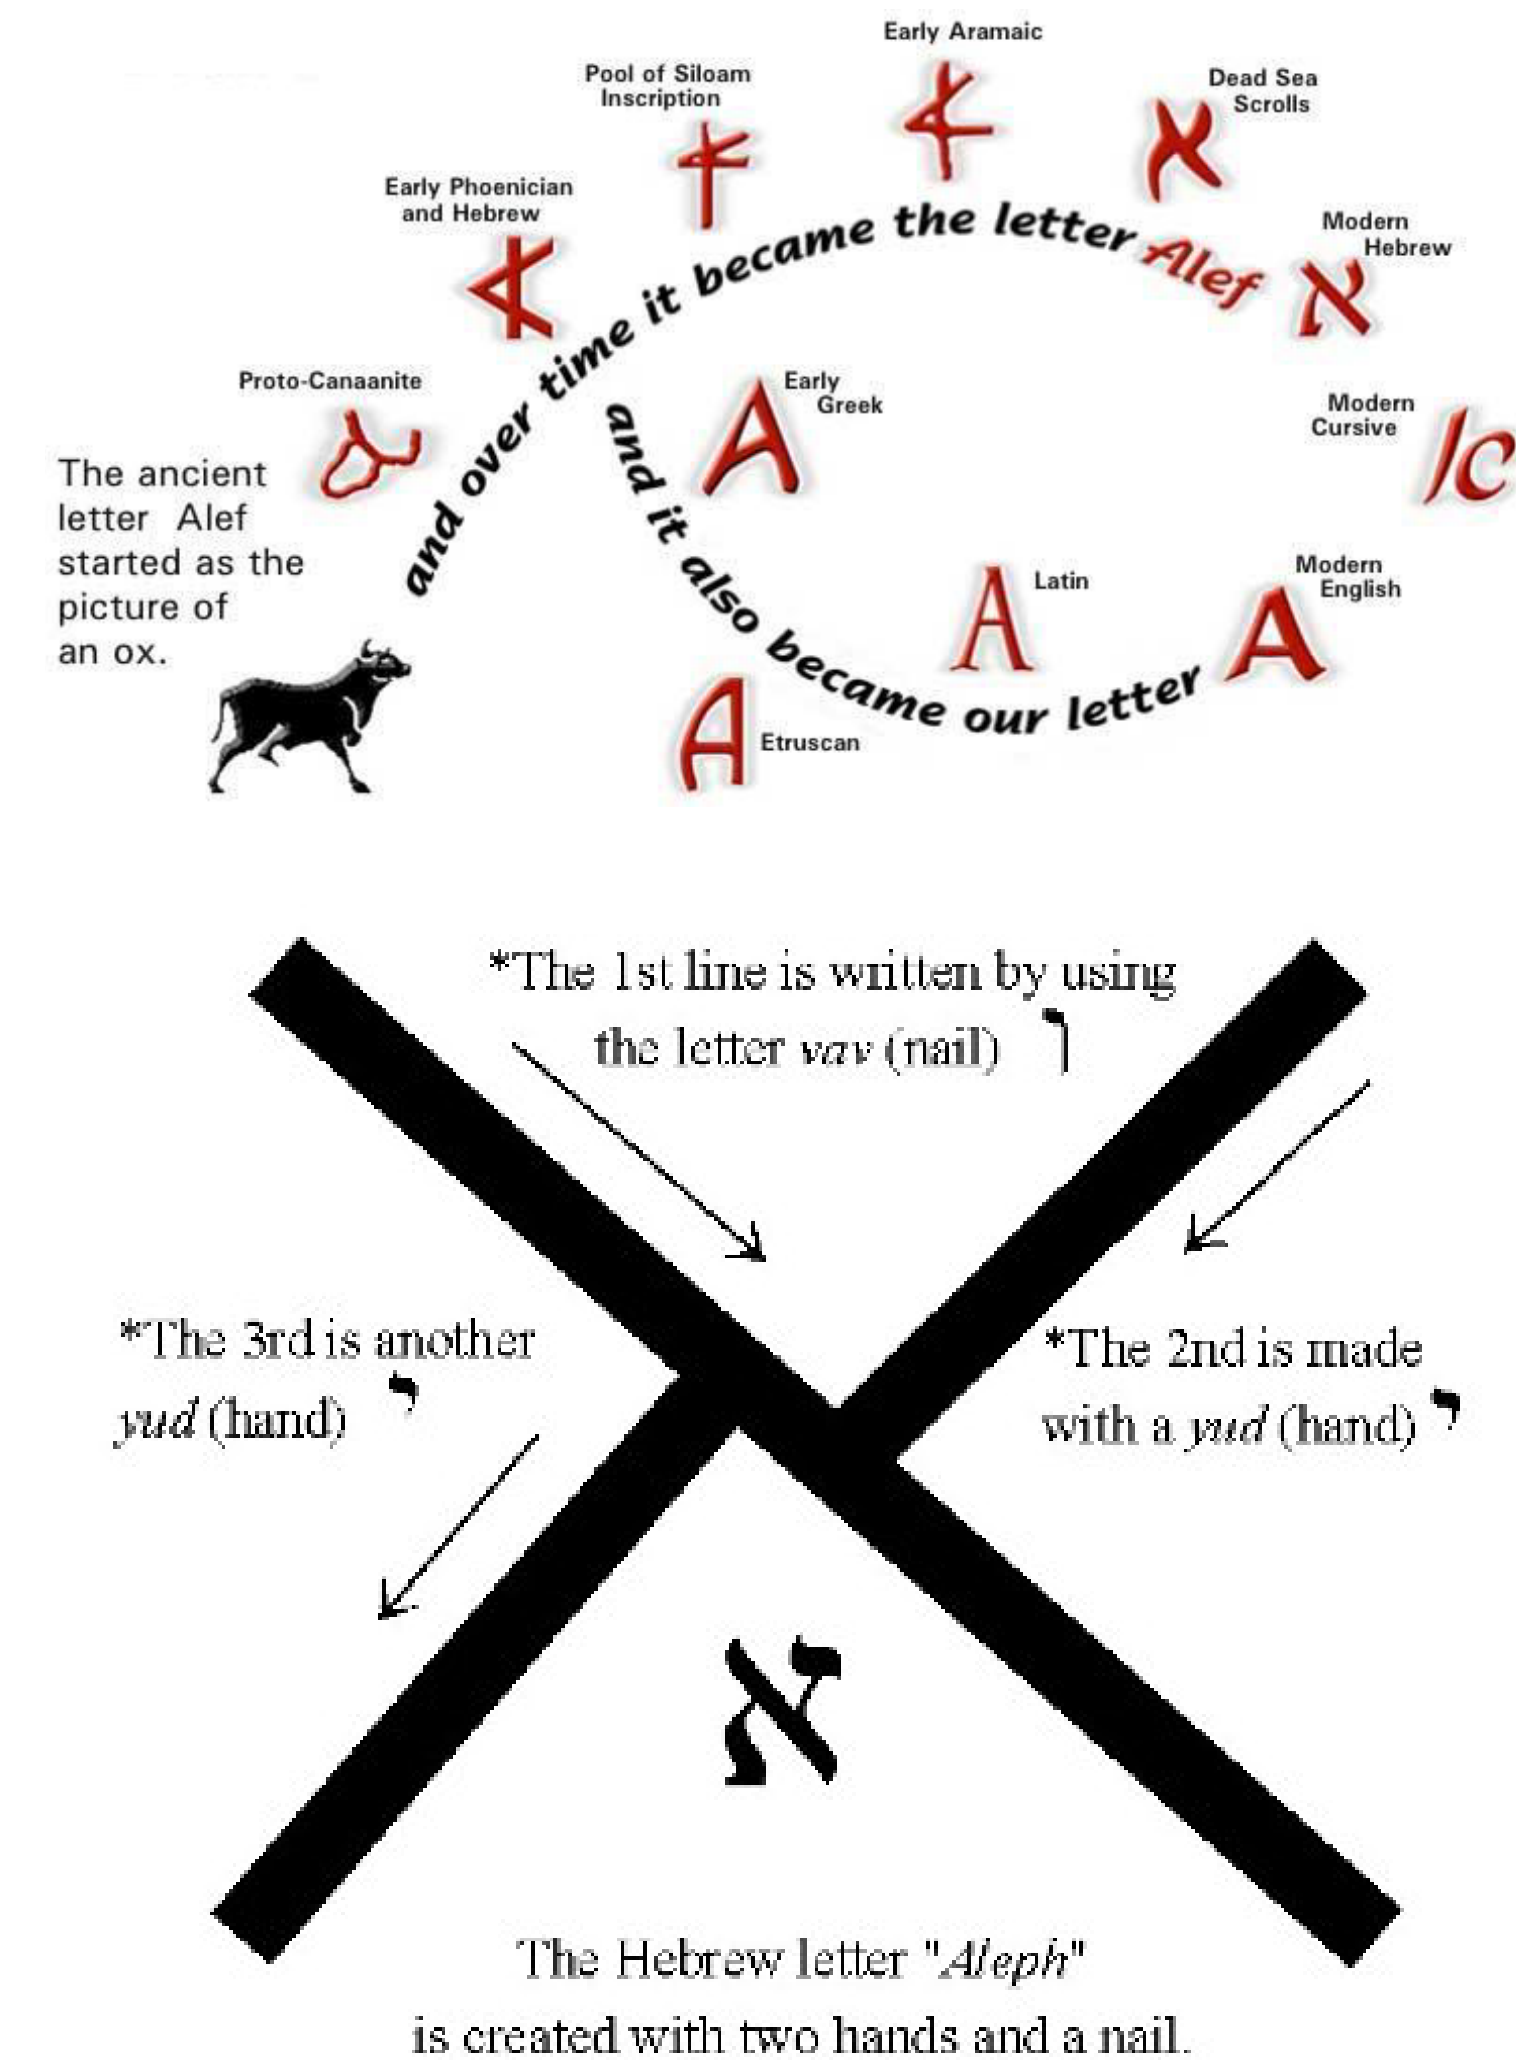 Early Aramaic
Pool of Siloam
Inscription
Dead Sea
Scrolls
Early Phoenician
and Hebrew
Modern
Hebrew
and over time it became the letter Alef
Proto-Canaanite
Early
Greek
Modern
Cursive
The ancient
letter Alef
started as the
picture of
an ox.
and it also became our letter A
Latin
Modern
English
A
A
Etruscan
A
א
*The 1st line is written by using
the letter vav (nail) ו
*The 3rd is another
yud (hand) י
*The 2nd is made
with a yud (hand) י
א
The Hebrew letter "Aleph"
is created with two hands and a nail.